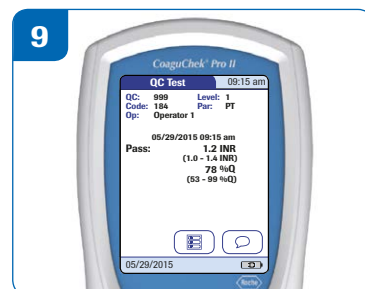 9
CoaguChek® Pro II
QC Test 09:15 am
QC: 999 Level: 1
Code: 184 Par: PT
Op: Operator 1
05/29/2015 09:15 am
Pass: 1.2 INR
(1.0 - 1.4 INR)
78 %Q
(53 - 99 %Q)
05/29/2015
Roche